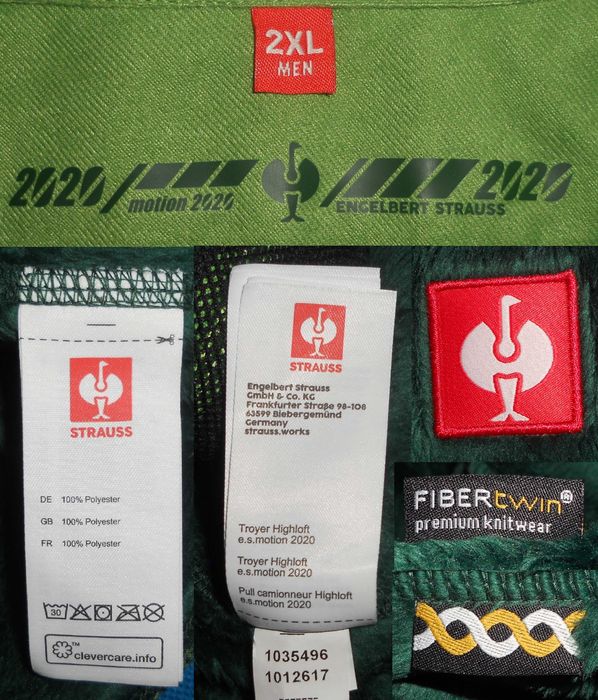 2XL
MEN
2020
motion 2020
ENGELBERT STRAUSS
2020
STRAUSS
DE 100% Polyester
GB 100% Polyester
FR 100% Polyester
30
™
clevercare.info
STRAUSS
Engelbert Strauss
GmbH & Co. KG
Frankfurter Straße 98-108
63599 Biebergemünd
Germany
strauss.works
Troyer Highloft
e.s.motion 2020
Troyer Highloft
e.s.motion 2020
Pull camionneur Highloft
e.s.motion 2020
1035496
1012617
FIBERtwin®
premium knitwear